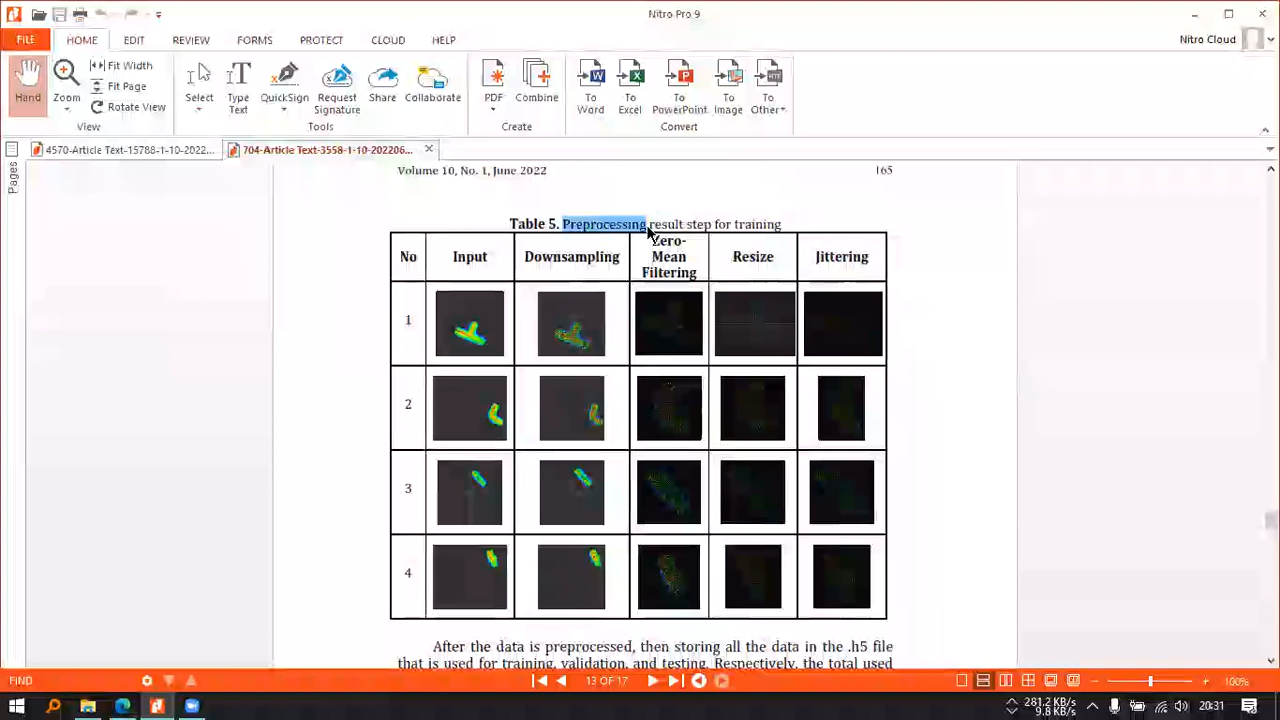 Nitro Pro 9
FILE
HOME
EDIT
REVIEW
FORMS
PROTECT
CLOUD
HELP
Nitro Cloud
Hand
Zoom
Fit Width
Fit Page
Rotate View
View
Select
Type Text
QuickSign
Request Signature
Share
Collaborate
Tools
PDF
Combine
Create
To Word
To Excel
To PowerPoint
To Image
To Other
Convert
4570-Article Text-15788-1-10-2022...
704-Article Text-3558-1-10-202206...
Pages
Volume 10, No. 1, June 2022 165
Table 5. Preprocessing result step for training
No Input Downsampling Zero-Mean Filtering Resize Jittering
1
2
3
4
After the data is preprocessed, then storing all the data in the .h5 file
that is used for training, validation, and testing. Respectively, the total used
FIND
13 OF 17
100%
281.2 KB/s
9.8 KB/s
20:31